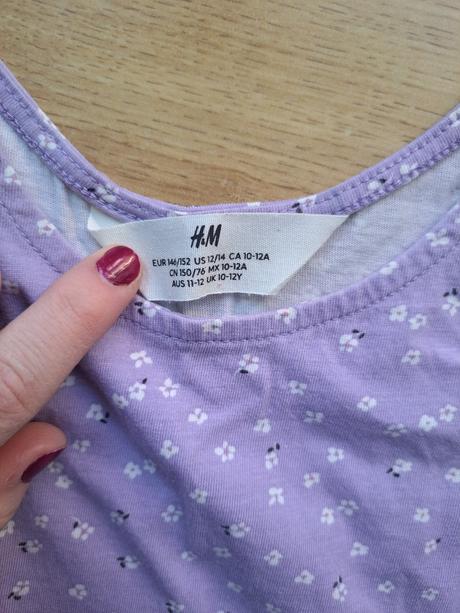 H&M
EUR 146/152 US 12/14 CA 10-12A
CN 150/76 MX 10-12A
AUS 11-12 UK 10-12Y